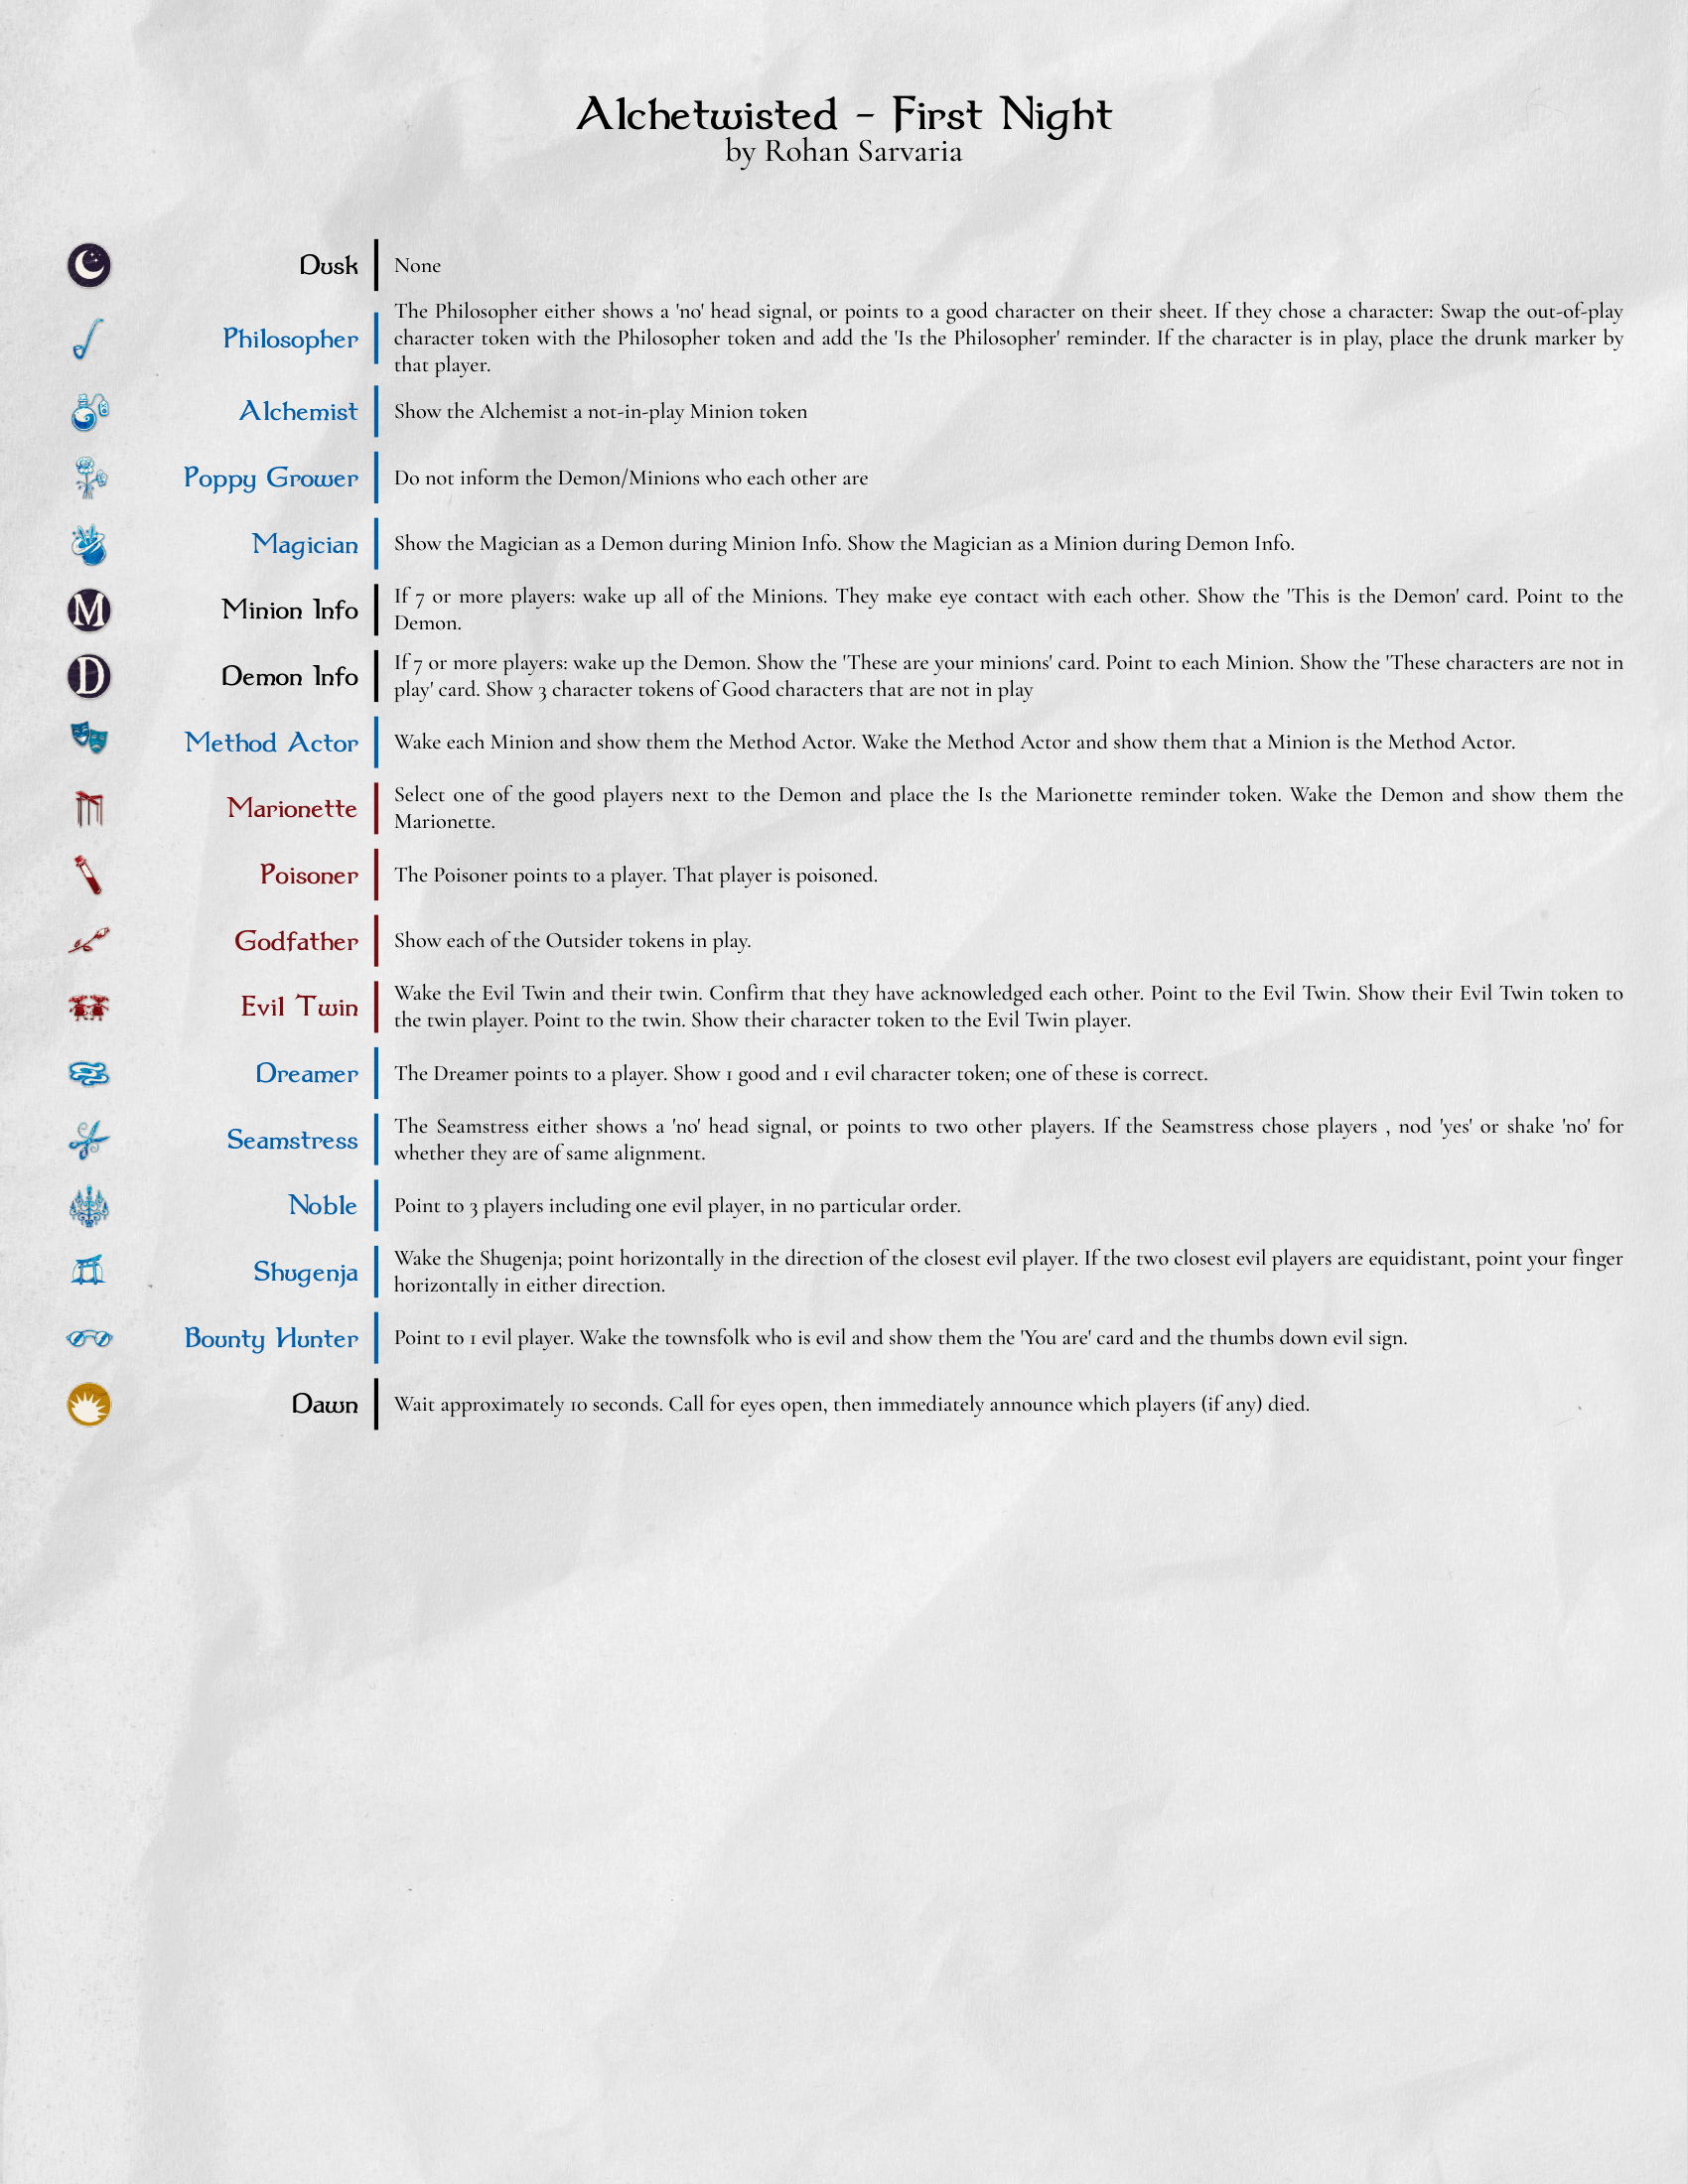 Alchetwisted - First Night
by Rohan Sarvaria
Dusk
None
Philosopher
The Philosopher either shows a 'no' head signal, or points to a good character on their sheet. If they chose a character: Swap the out-of-play
character token with the Philosopher token and add the 'Is the Philosopher' reminder. If the character is in play, place the drunk marker by
that player.
Alchemist
Show the Alchemist a not-in-play Minion token
Poppy Grower
Do not inform the Demon/Minions who each other are
Magician
Show the Magician as a Demon during Minion Info. Show the Magician as a Minion during Demon Info.
M
Minion Info
If 7 or more players: wake up all of the Minions. They make eye contact with each other. Show the 'This is the Demon' card. Point to the
Demon.
D
Demon Info
If 7 or more players: wake up the Demon. Show the 'These are your minions' card. Point to each Minion. Show the 'These characters are not in
play' card. Show 3 character tokens of Good characters that are not in play
Method Actor
Wake each Minion and show them the Method Actor. Wake the Method Actor and show them that a Minion is the Method Actor.
Marionette
Select one of the good players next to the Demon and place the Is the Marionette reminder token. Wake the Demon and show them the
Marionette.
Poisoner
The Poisoner points to a player. That player is poisoned.
Godfather
Show each of the Outsider tokens in play.
Evil Twin
Wake the Evil Twin and their twin. Confirm that they have acknowledged each other. Point to the Evil Twin. Show their Evil Twin token to
the twin player. Point to the twin. Show their character token to the Evil Twin player.
Dreamer
The Dreamer points to a player. Show 1 good and 1 evil character token; one of these is correct.
Seamstress
The Seamstress either shows a 'no' head signal, or points to two other players. If the Seamstress chose players , nod 'yes' or shake 'no' for
whether they are of same alignment.
Noble
Point to 3 players including one evil player, in no particular order.
Shugenja
Wake the Shugenja; point horizontally in the direction of the closest evil player. If the two closest evil players are equidistant, point your finger
horizontally in either direction.
Bounty Hunter
Point to 1 evil player. Wake the townsfolk who is evil and show them the 'You are' card and the thumbs down evil sign.
Dawn
Wait approximately 10 seconds. Call for eyes open, then immediately announce which players (if any) died.